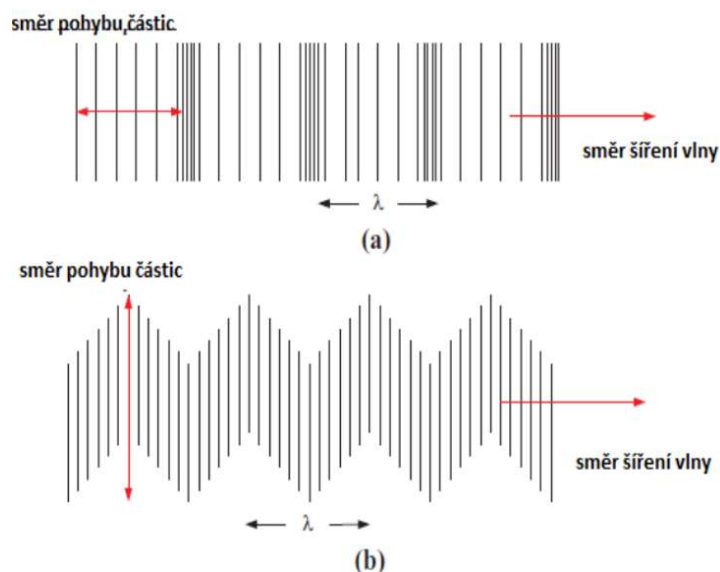 směr pohybu částic
směr šíření vlny
λ
(a)
směr pohybu částic
směr šíření vlny
λ
(b)